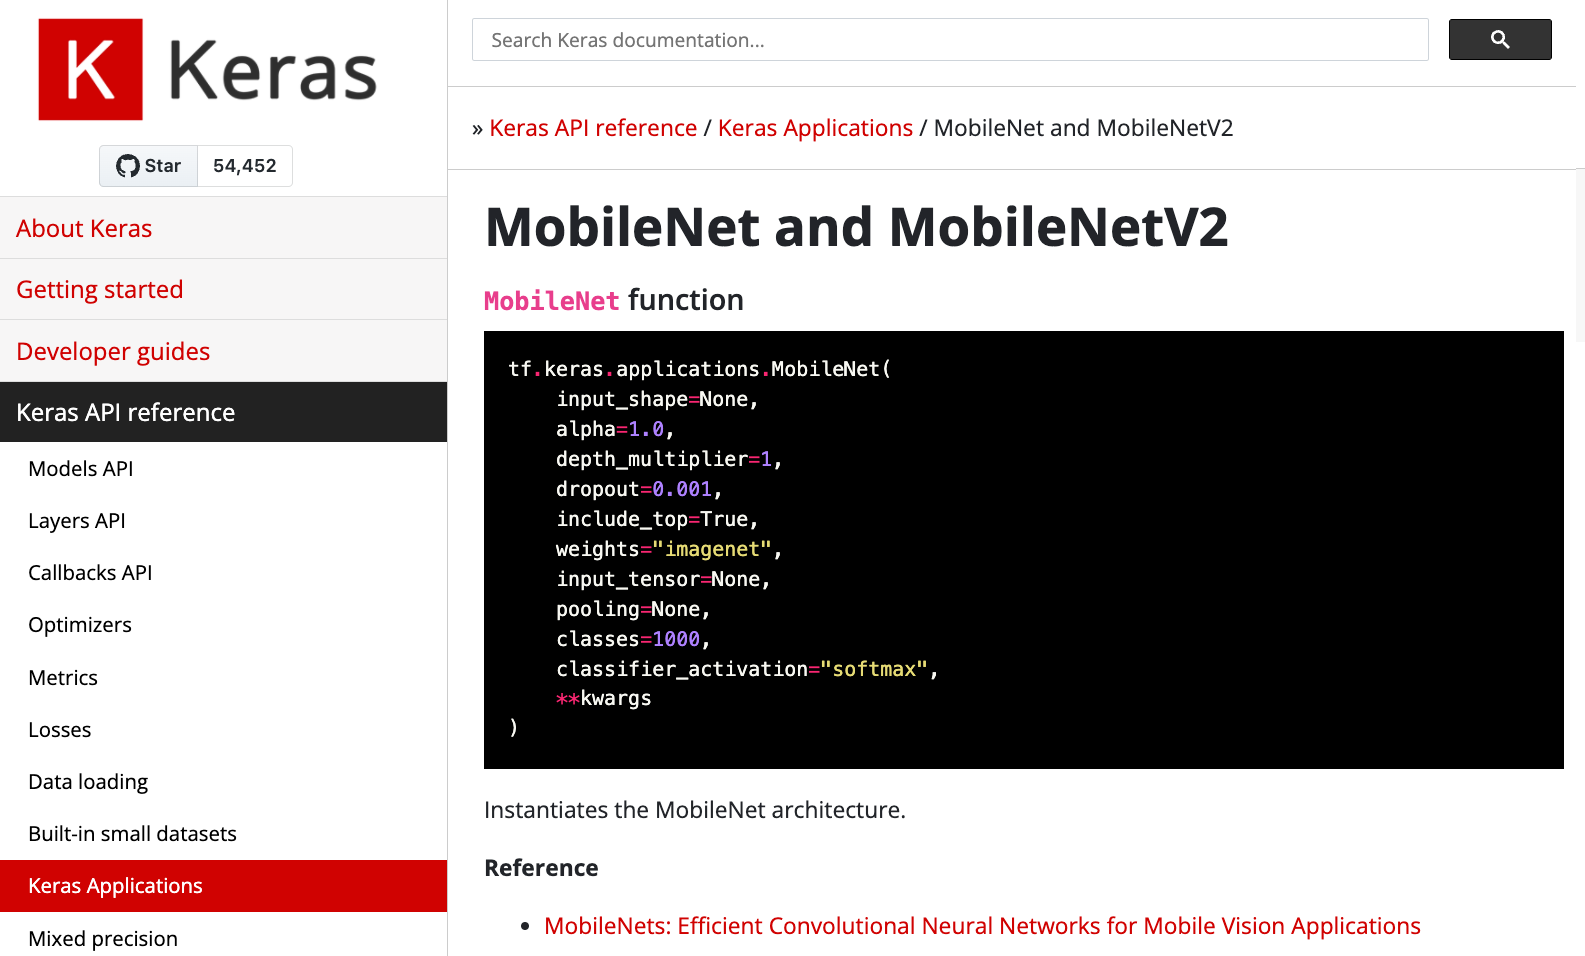 K Keras
Star 54,452
About Keras
Getting started
Developer guides
Keras API reference
Models API
Layers API
Callbacks API
Optimizers
Metrics
Losses
Data loading
Built-in small datasets
Keras Applications
Mixed precision
Search Keras documentation...
» Keras API reference / Keras Applications / MobileNet and MobileNetV2
MobileNet and MobileNetV2
MobileNet function
tf.keras.applications.MobileNet(
    input_shape=None,
    alpha=1.0,
    depth_multiplier=1,
    dropout=0.001,
    include_top=True,
    weights="imagenet",
    input_tensor=None,
    pooling=None,
    classes=1000,
    classifier_activation="softmax",
    **kwargs
)
Instantiates the MobileNet architecture.
Reference
• MobileNets: Efficient Convolutional Neural Networks for Mobile Vision Applications